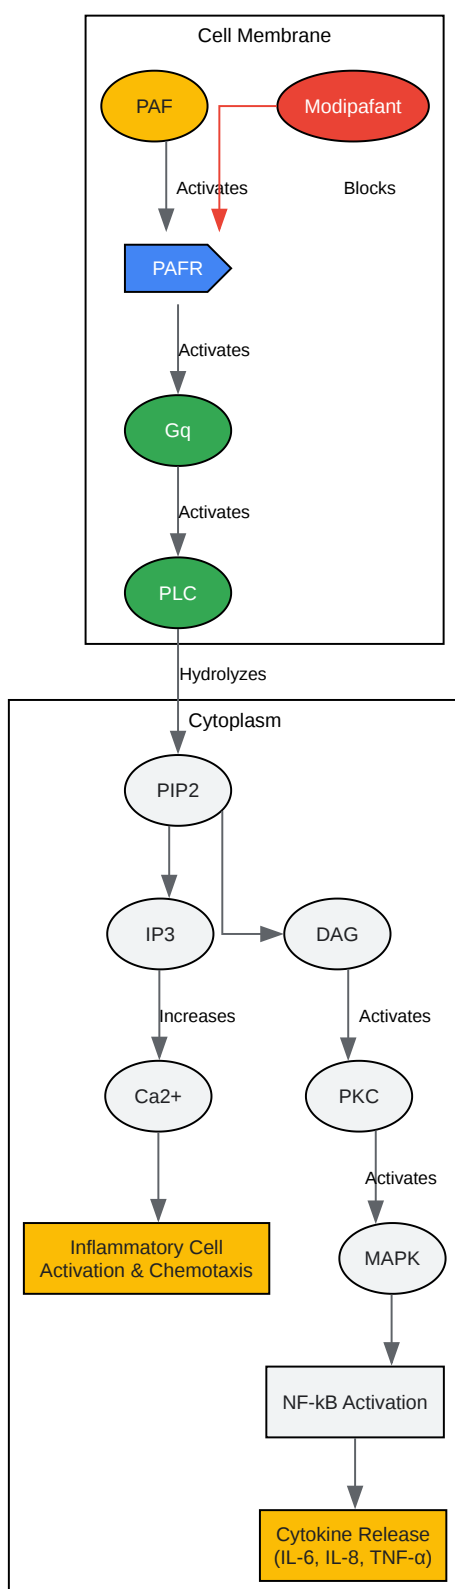 Cell Membrane
PAF
Modipafant
Activates
Blocks
PAFR
Activates
Gq
Activates
PLC
Hydrolyzes
Cytoplasm
PIP2
IP3
DAG
Increases
Activates
Ca2+
PKC
Activates
Inflammatory Cell
Activation & Chemotaxis
MAPK
NF-kB Activation
Cytokine Release
(IL-6, IL-8, TNF-α)